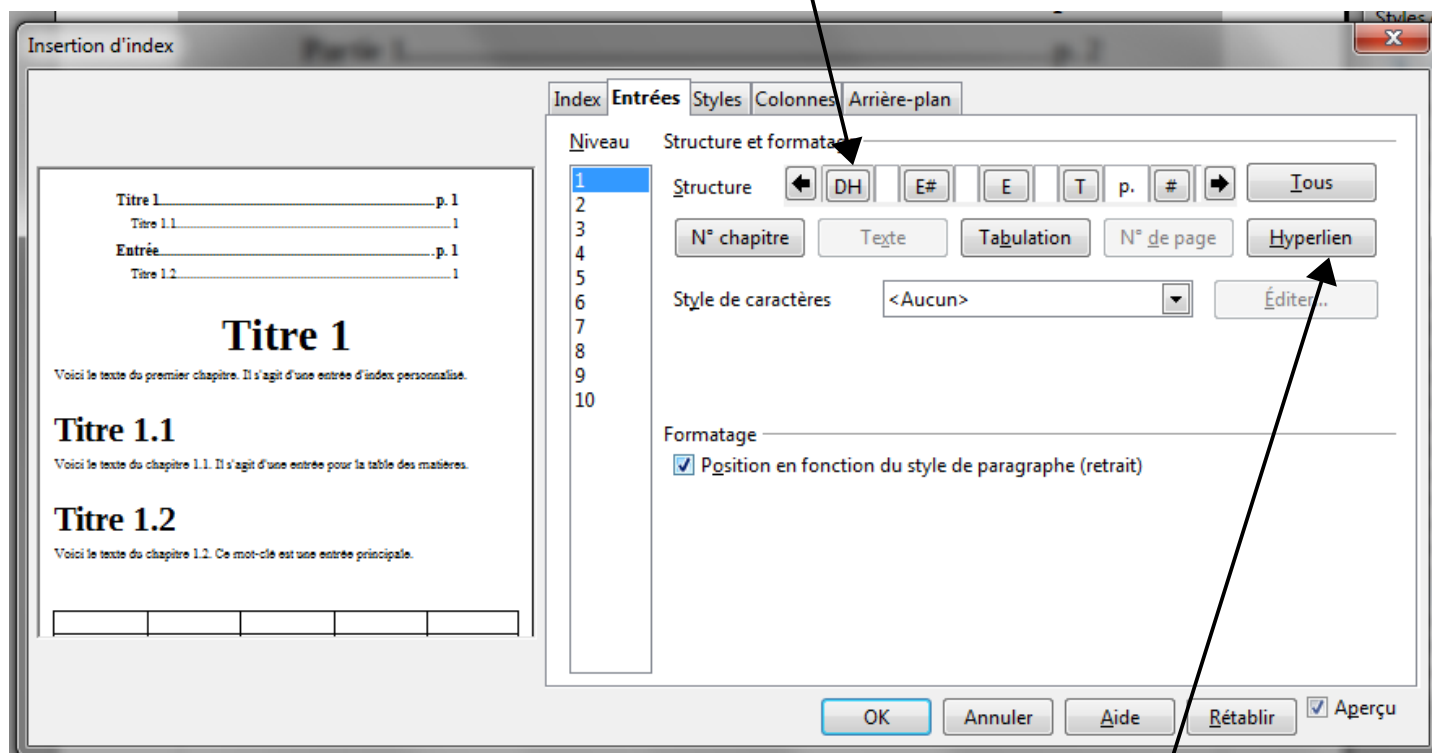 Styles
Insertion d'index
Partie 1 p. 2
Index Entrées Styles Colonnes Arrière-plan
Niveau Structure et formatage
1
2
3
4
5
6
7
8
9
10
Structure DH E# E T p. # Tous
N° chapitre Texte Tabulation N° de page Hyperlien
Style de caractères <Aucun> Éditer...
Formatage
Position en fonction du style de paragraphe (retrait)
Titre 1 p. 1
Titre 1.1 1
Entrée p. 1
Titre 1.2 1
Titre 1
Voici le texte du premier chapitre. Il s'agit d'une entrée d'index personnalisé.
Titre 1.1
Voici le texte du chapitre 1.1. Il s'agit d'une entrée pour la table des matières.
Titre 1.2
Voici le texte du chapitre 1.2. Ce mot-clé est une entrée principale.
OK Annuler Aide Rétablir Aperçu